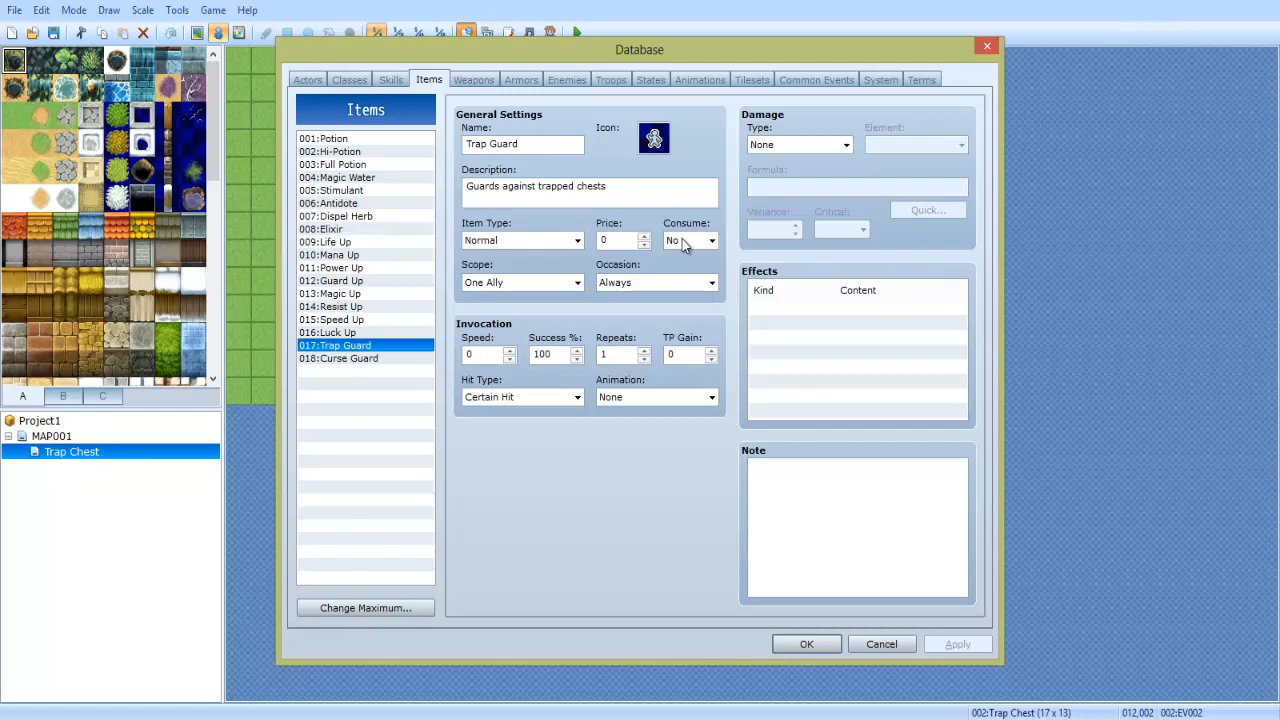 File Edit Mode Draw Scale Tools Game Help
Database
Actors Classes Skills Items Weapons Armors Enemies Troops States Animations Tilesets Common Events System Terms
Items
001:Potion
002:Hi-Potion
003:Full Potion
004:Magic Water
005:Stimulant
006:Antidote
007:Dispel Herb
008:Elixir
009:Life Up
010:Mana Up
011:Power Up
012:Guard Up
013:Magic Up
014:Resist Up
015:Speed Up
016:Luck Up
017:Trap Guard
018:Curse Guard
Change Maximum...
General Settings
Name: Icon:
Trap Guard
Description:
Guards against trapped chests
Item Type: Price: Consume:
Normal 0 No
Scope: Occasion:
One Ally Always
Invocation
Speed: Success %: Repeats: TP Gain:
0 100 1 0
Hit Type: Animation:
Certain Hit None
Damage
Type: Element:
None
Formula:
Variance: Critical: Quick...
Effects
Kind Content
Note
OK Cancel Apply
A B C
Project1
MAP001
Trap Chest
002:Trap Chest (17 x 13) 012,002 002:EV002